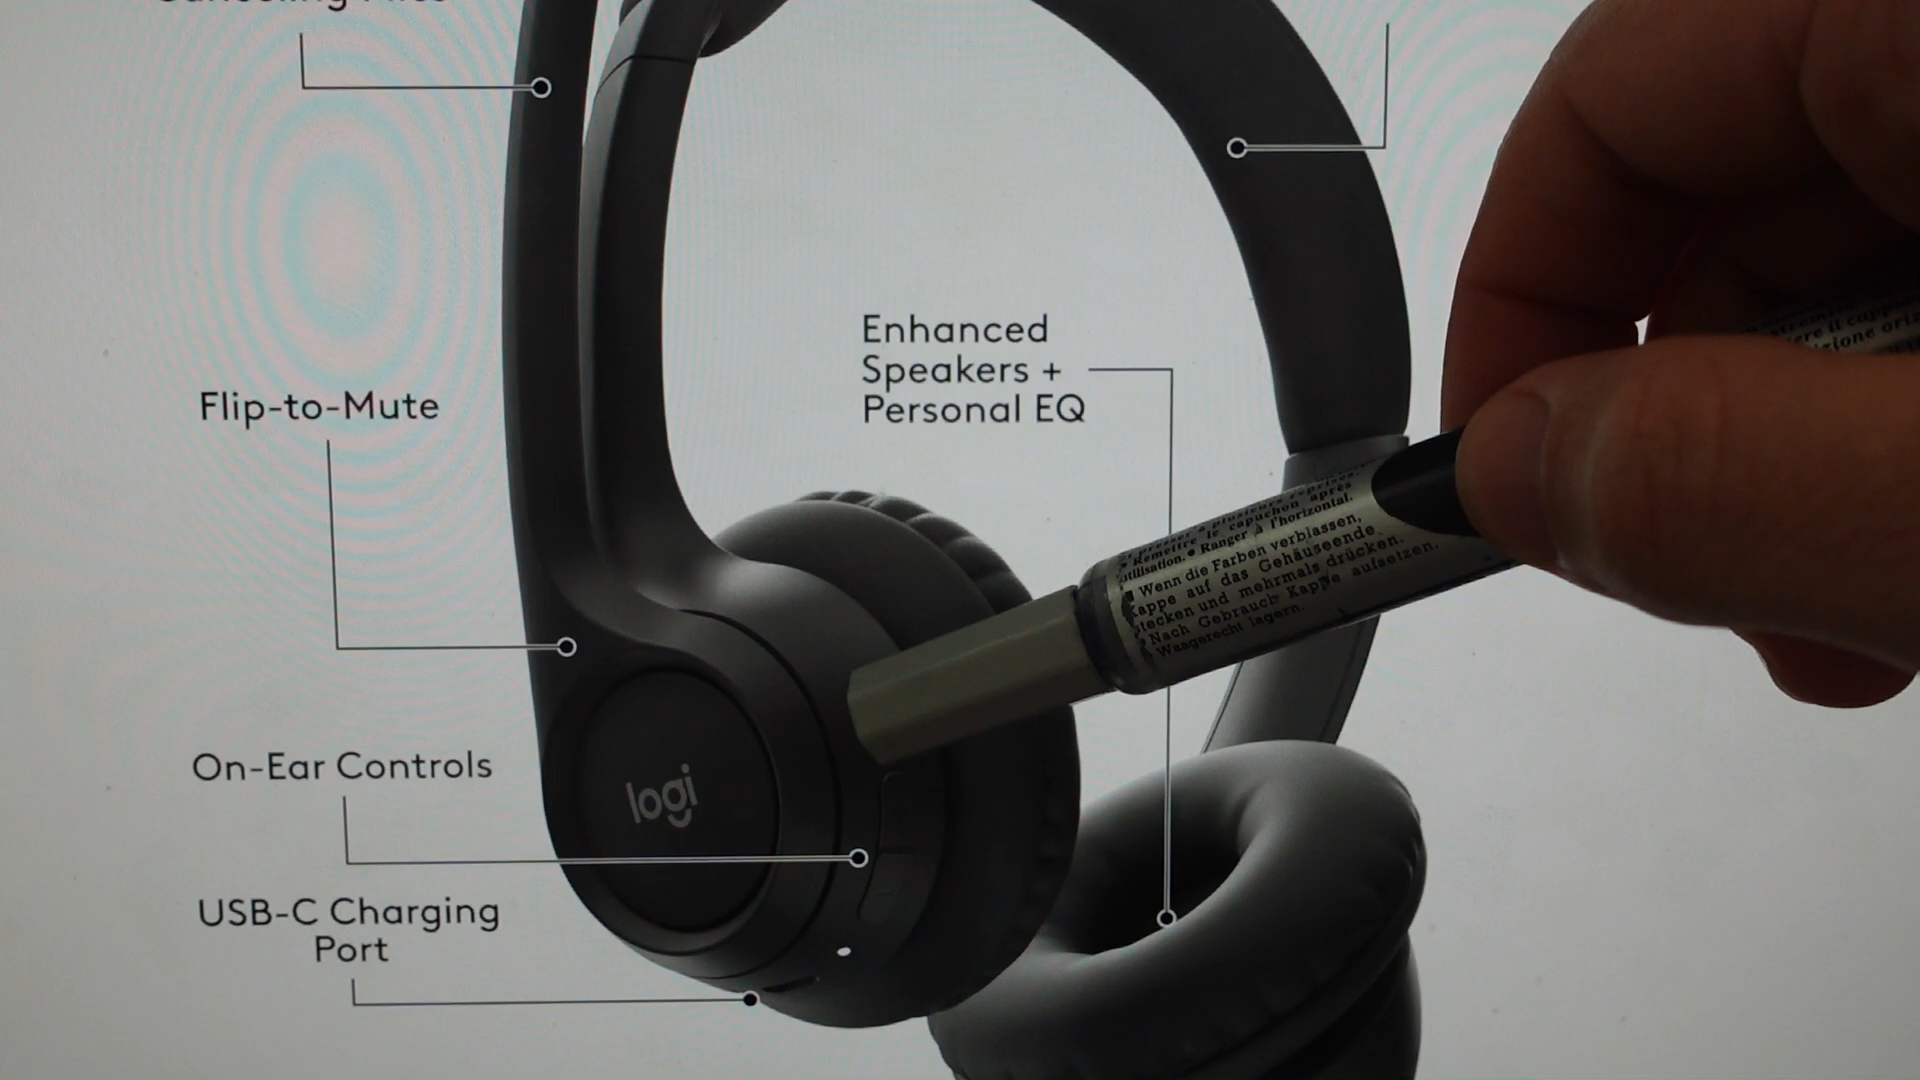 Enhanced
Speakers +
Personal EQ
Flip-to-Mute
à plusieurs reprises.
Remettre le capuchon après
utilisation. • Ranger à l'horizontal.
Wenn die Farben verblassen,
Kappe auf das Gehäuseende
stecken und mehrmals drücken.
Nach Gebrauch Kappe aufsetzen.
Waagerecht lagern.
On-Ear Controls
logi
USB-C Charging
Port